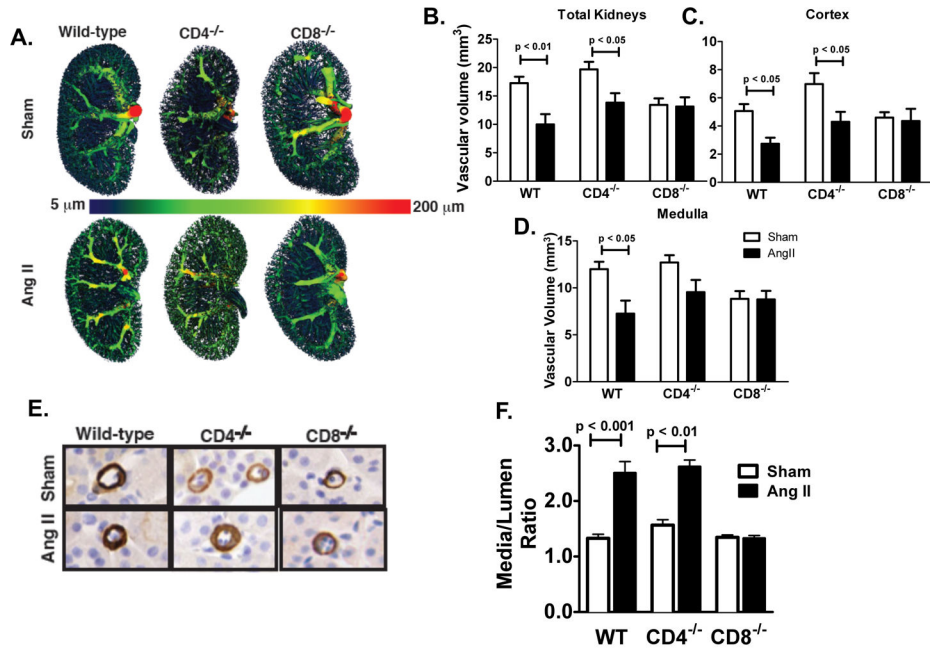 A.
Wild-type CD4-/- CD8-/-
Sham
5 μm 200 μm
Ang II
B. Total Kidneys
Vascular volume (mm3)
25
20
15
10
5
0
p < 0.01 p < 0.05
WT CD4-/- CD8-/-
C. Cortex
10
8
6
4
2
0
p < 0.05 p < 0.05
WT CD4-/- CD8-/-
D. Medulla
Vascular Volume (mm3)
15
10
5
0
p < 0.05
Sham
AngII
WT CD4-/- CD8-/-
E.
Wild-type CD4-/- CD8-/-
Sham
Ang II
F.
Media/Lumen
Ratio
3.0
2.0
1.0
0.0
p < 0.001 p < 0.01
Sham
Ang II
WT CD4-/- CD8-/-